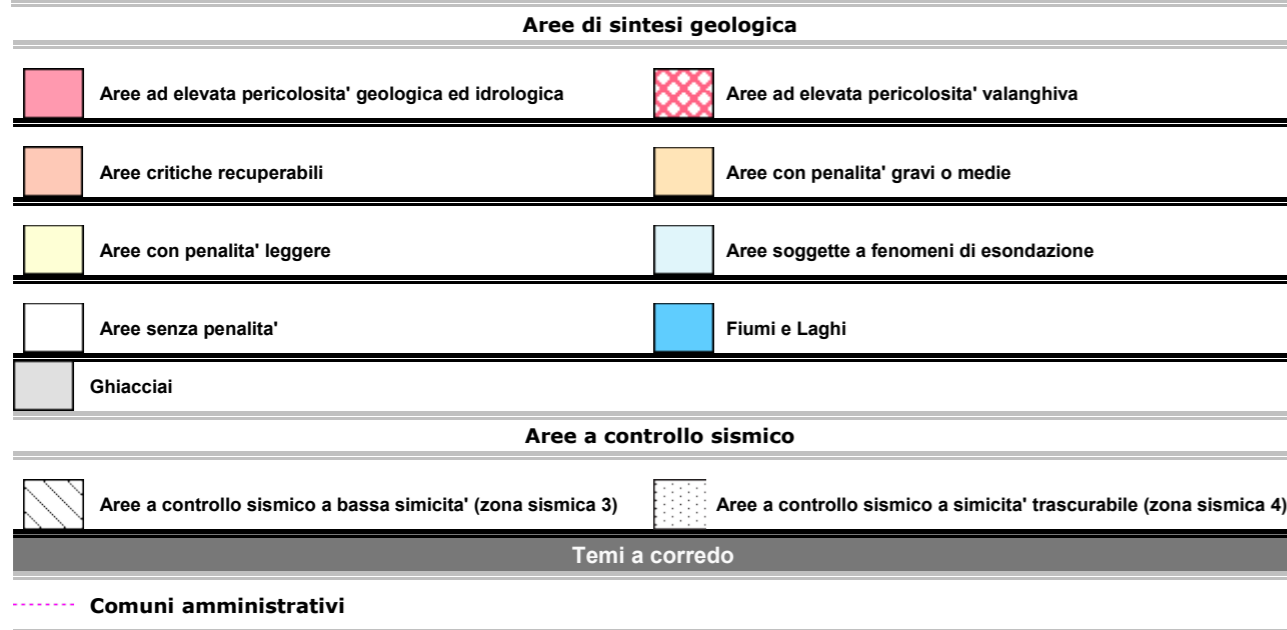 Aree di sintesi geologica
Aree ad elevata pericolosita' geologica ed idrologica
Aree ad elevata pericolosita' valanghiva
Aree critiche recuperabili
Aree con penalita' gravi o medie
Aree con penalita' leggere
Aree soggette a fenomeni di esondazione
Aree senza penalita'
Fiumi e Laghi
Ghiacciai
Aree a controllo sismico
Aree a controllo sismico a bassa simicita' (zona sismica 3)
Aree a controllo sismico a simicita' trascurabile (zona sismica 4)
Temi a corredo
Comuni amministrativi